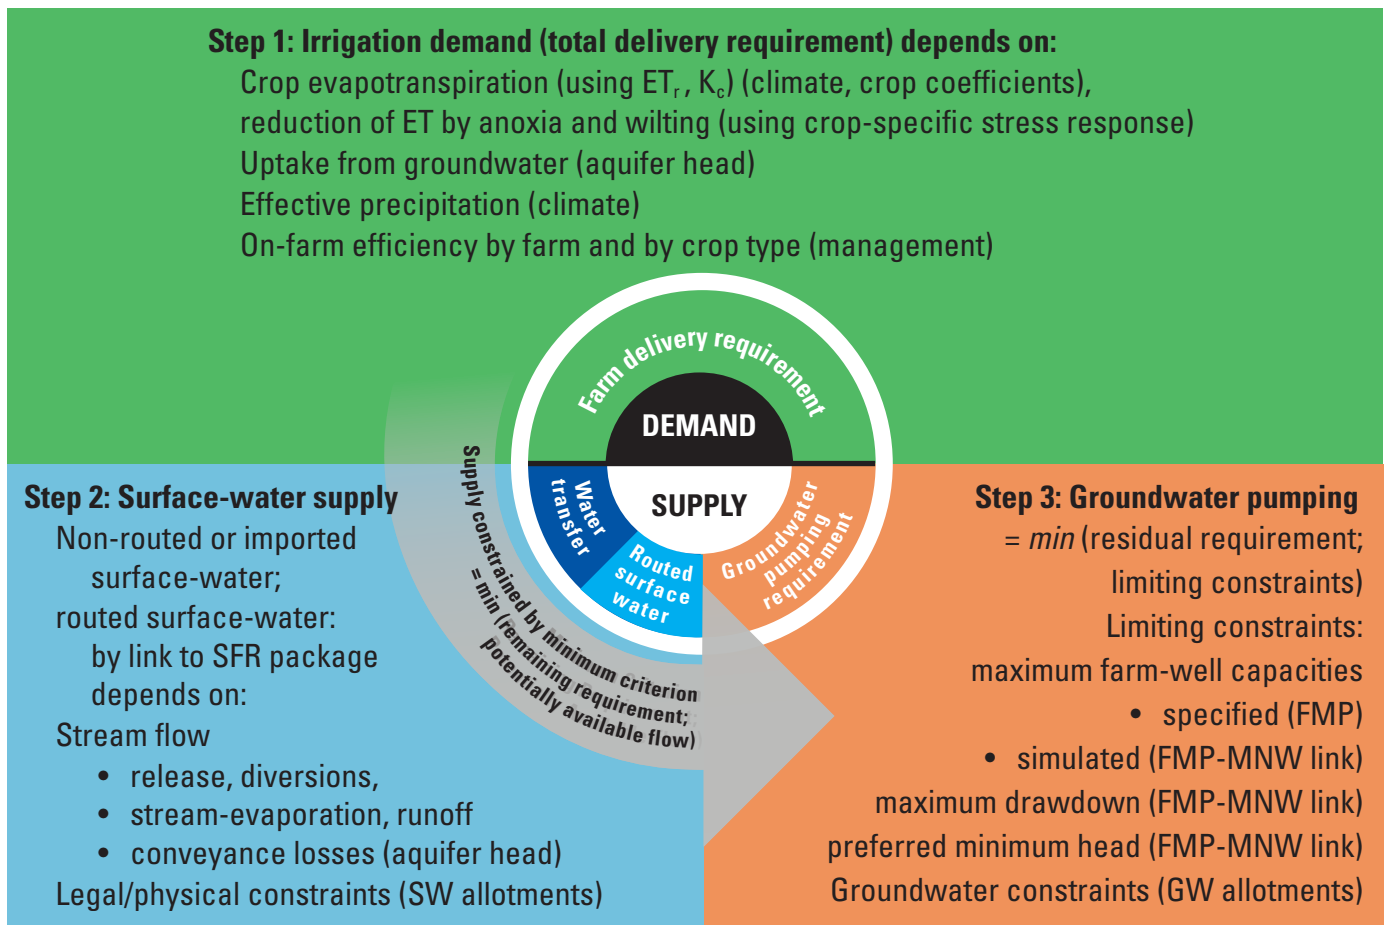 Step 1: Irrigation demand (total delivery requirement) depends on:
Crop evapotranspiration (using ETr, Kc) (climate, crop coefficients),
reduction of ET by anoxia and wilting (using crop-specific stress response)
Uptake from groundwater (aquifer head)
Effective precipitation (climate)
On-farm efficiency by farm and by crop type (management)
Farm delivery requirement
DEMAND
SUPPLY
Water
transfer
Routed
surface
water
Groundwater
pumping
requirement
Supply constrained by minimum criterion
= min (remaining requirement;
potentially available flow)
Step 2: Surface-water supply
Non-routed or imported
surface-water;
routed surface-water:
by link to SFR package
depends on:
Stream flow
• release, diversions,
• stream-evaporation, runoff
• conveyance losses (aquifer head)
Legal/physical constraints (SW allotments)
Step 3: Groundwater pumping
= min (residual requirement;
limiting constraints)
Limiting constraints:
maximum farm-well capacities
• specified (FMP)
• simulated (FMP-MNW link)
maximum drawdown (FMP-MNW link)
preferred minimum head (FMP-MNW link)
Groundwater constraints (GW allotments)